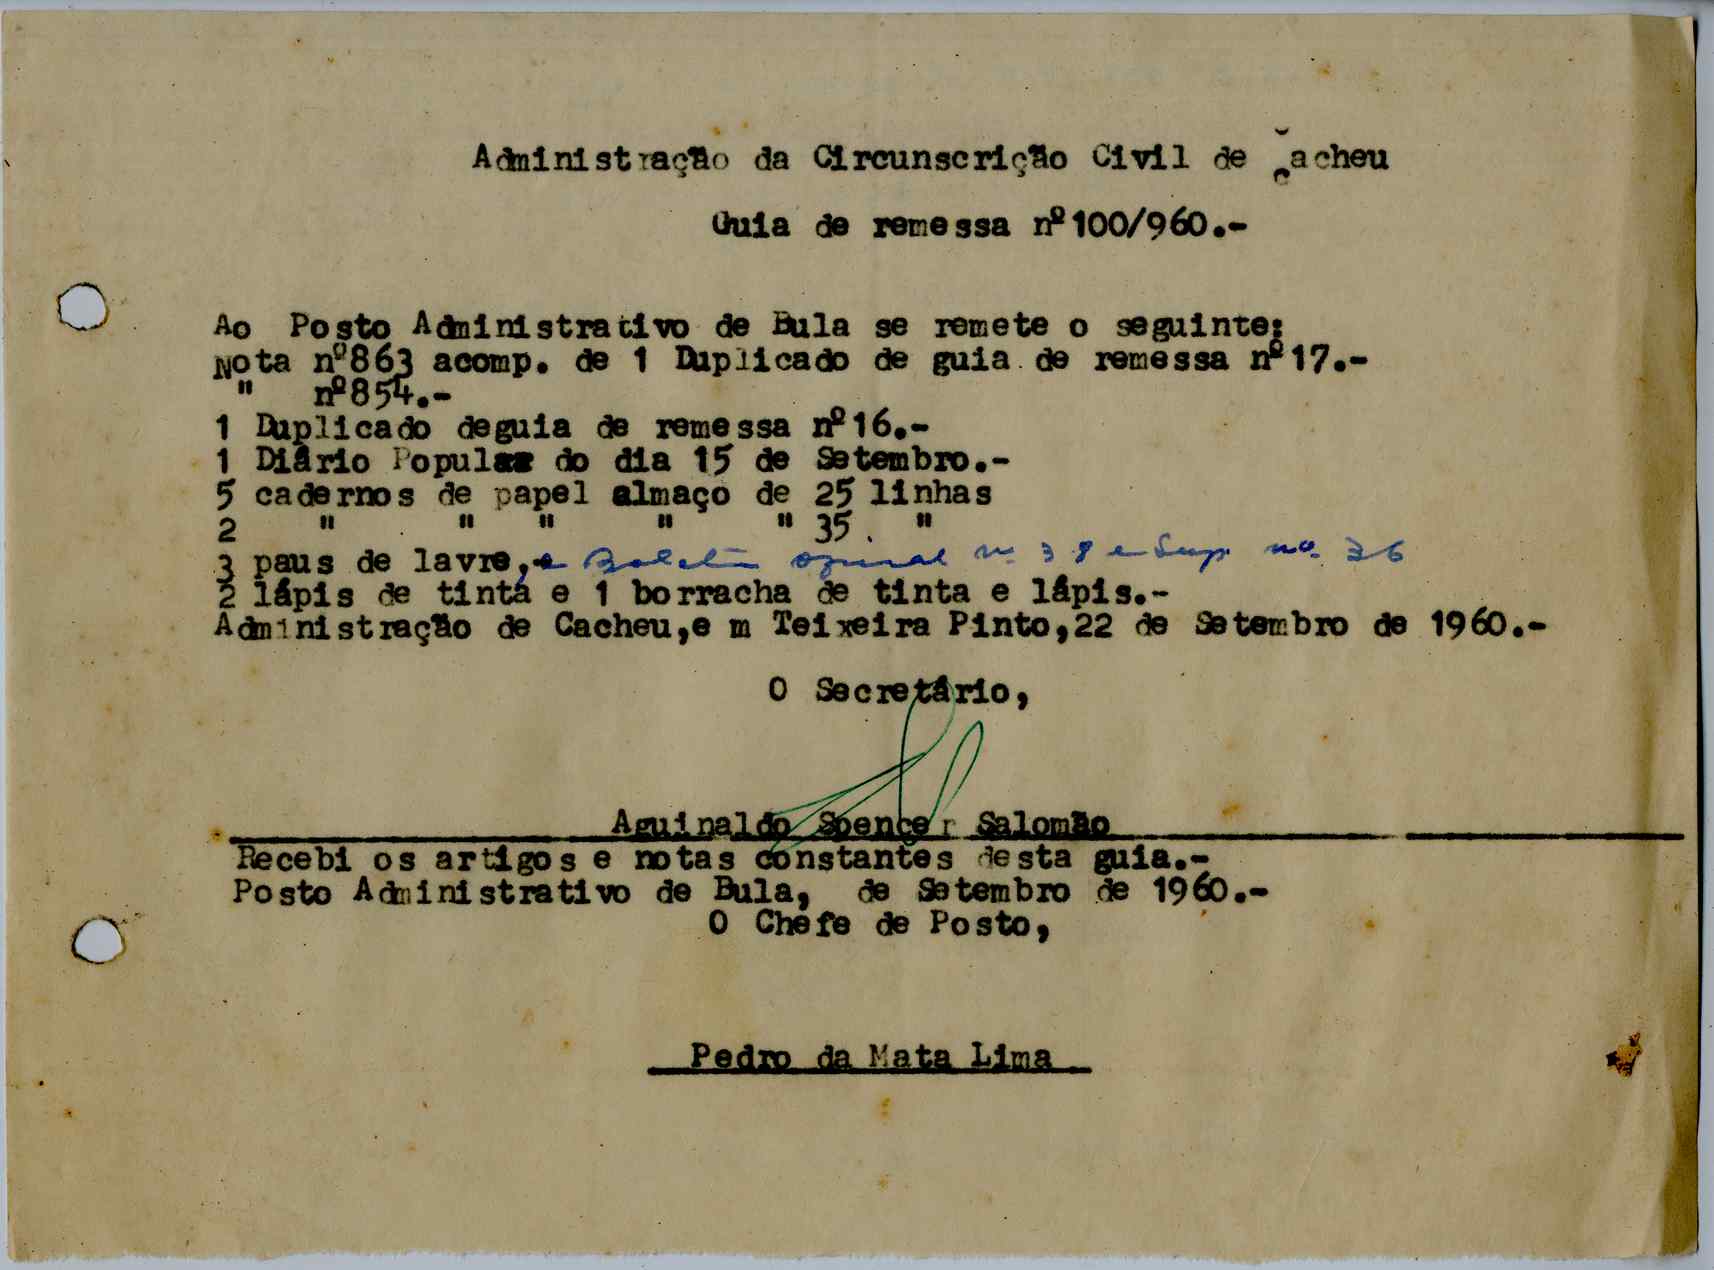 Administração da Circunscrição Civil de Cacheu
Guia de remessa nº100/960.-
Ao Posto Administrativo de Bula se remete o seguinte:
Nota nº863 acomp. de 1 Duplicado de guia de remessa nº17.-
" nº854.-
1 Duplicado deguia de remessa nº16.-
1 Diário Popular do dia 15 de Setembro.-
5 cadernos de papel almaço de 25 linhas
2 " " " " " 35. "
3 paus de lavre, e Boletim oficial nº 38 e Sup nº. 36
2 lápis de tinta e 1 borracha de tinta e lápis.-
Administração de Cacheu,e m Teixeira Pinto,22 de Setembro de 1960.-
O Secretário,
Aguinaldo Spencer Salomão
Recebi os artigos e notas constantes desta guia.-
Posto Administrativo de Bula, de Setembro de 1960.-
O Chefe de Posto,
Pedro da Mata Lima